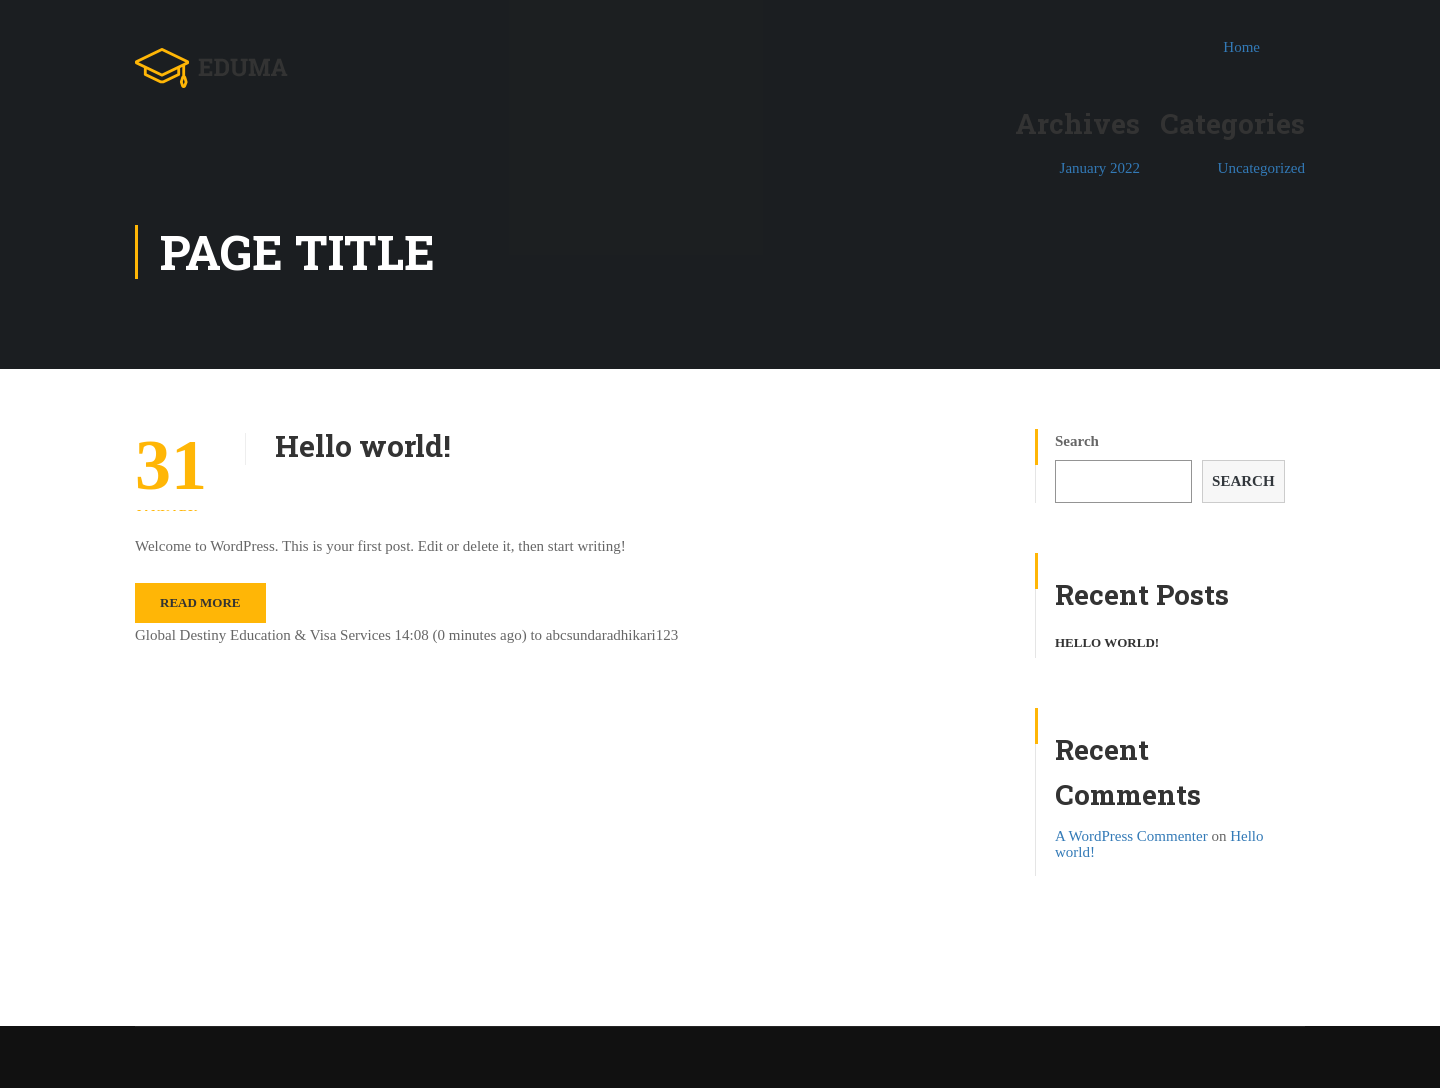 EDUMA
Home
Archives
Categories
January 2022
Uncategorized
PAGE TITLE
31
Hello world!
Welcome to WordPress. This is your first post. Edit or delete it, then start writing!
READ MORE
Global Destiny Education & Visa Services 14:08 (0 minutes ago) to abcsundaradhikari123
Search
SEARCH
Recent Posts
HELLO WORLD!
Recent
Comments
A WordPress Commenter on Hello
world!